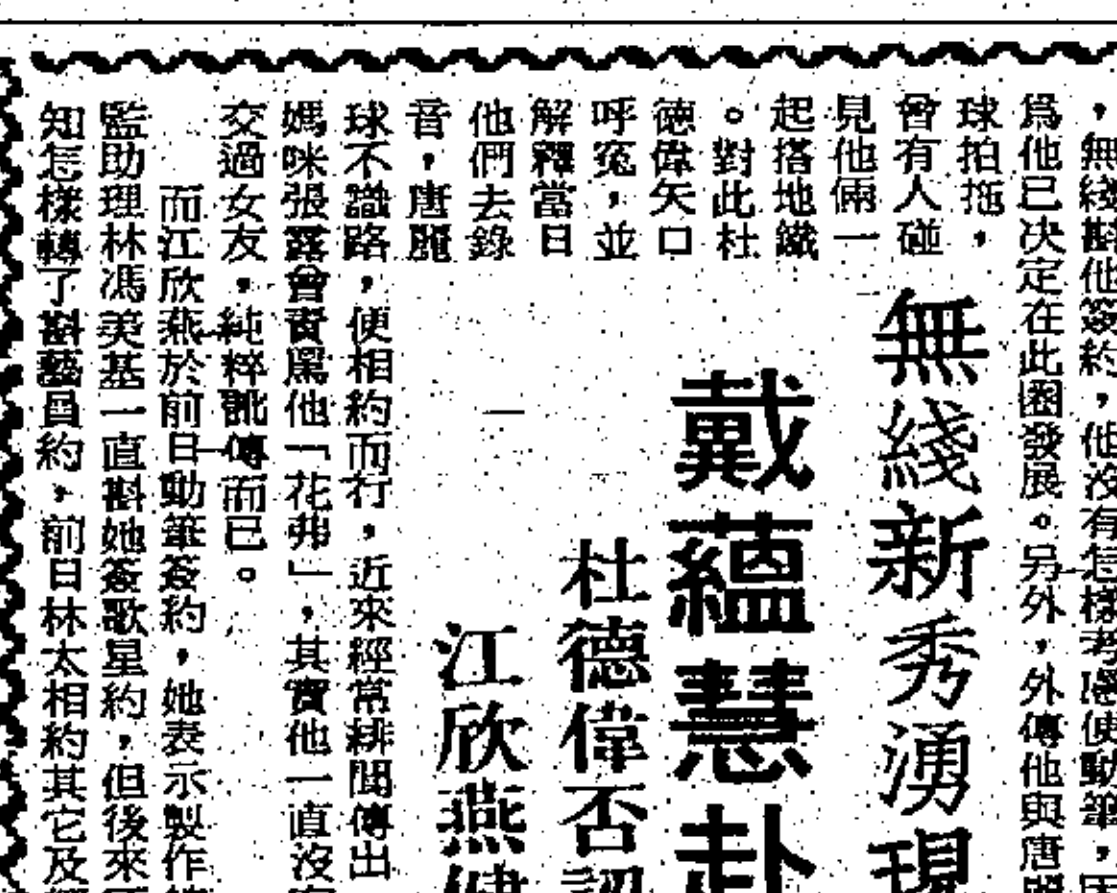 ，無綫斟他簽約，他沒有怎樣考慮便動筆，因
為他已決定在此圈發展。另外，外傳他與唐麗
球拍拖，
曾有人碰
見他倆一
起搭地鐵
。對此杜
德偉矢口
呼冤，並
解釋當日
他們去錄
音，唐麗
球不識路，便相約而行，近來經常緋聞傳出
媽咪張露曾責罵他「花弗」，其實他一直沒
交過女友，純粹訛傳而已。
而江欣燕於前日動筆簽約，她表示製作
監助理林馮美基一直斟她簽歌星約，但後來
知怎樣轉了斟藝員約，前日林太相約其它及
無綫新秀湧現
戴蘊慧赴
杜德偉否認
江欣燕